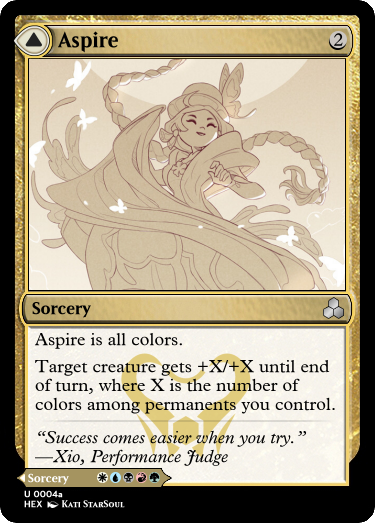 Aspire 2
Sorcery
Aspire is all colors.
Target creature gets +X/+X until end
of turn, where X is the number of
colors among permanents you control.
“Success comes easier when you try.”
—Xio, Performance Judge
Sorcery
U 0004a
HEX Kati StarSoul